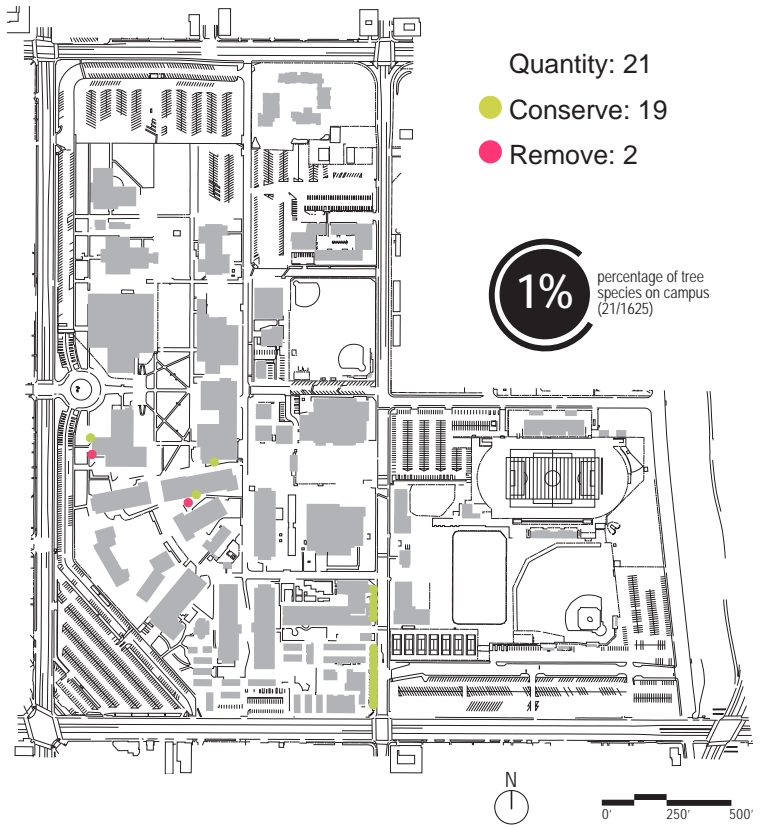 Quantity: 21
Conserve: 19
Remove: 2
1%
percentage of tree
species on campus
(21/1625)
N
0' 250' 500'